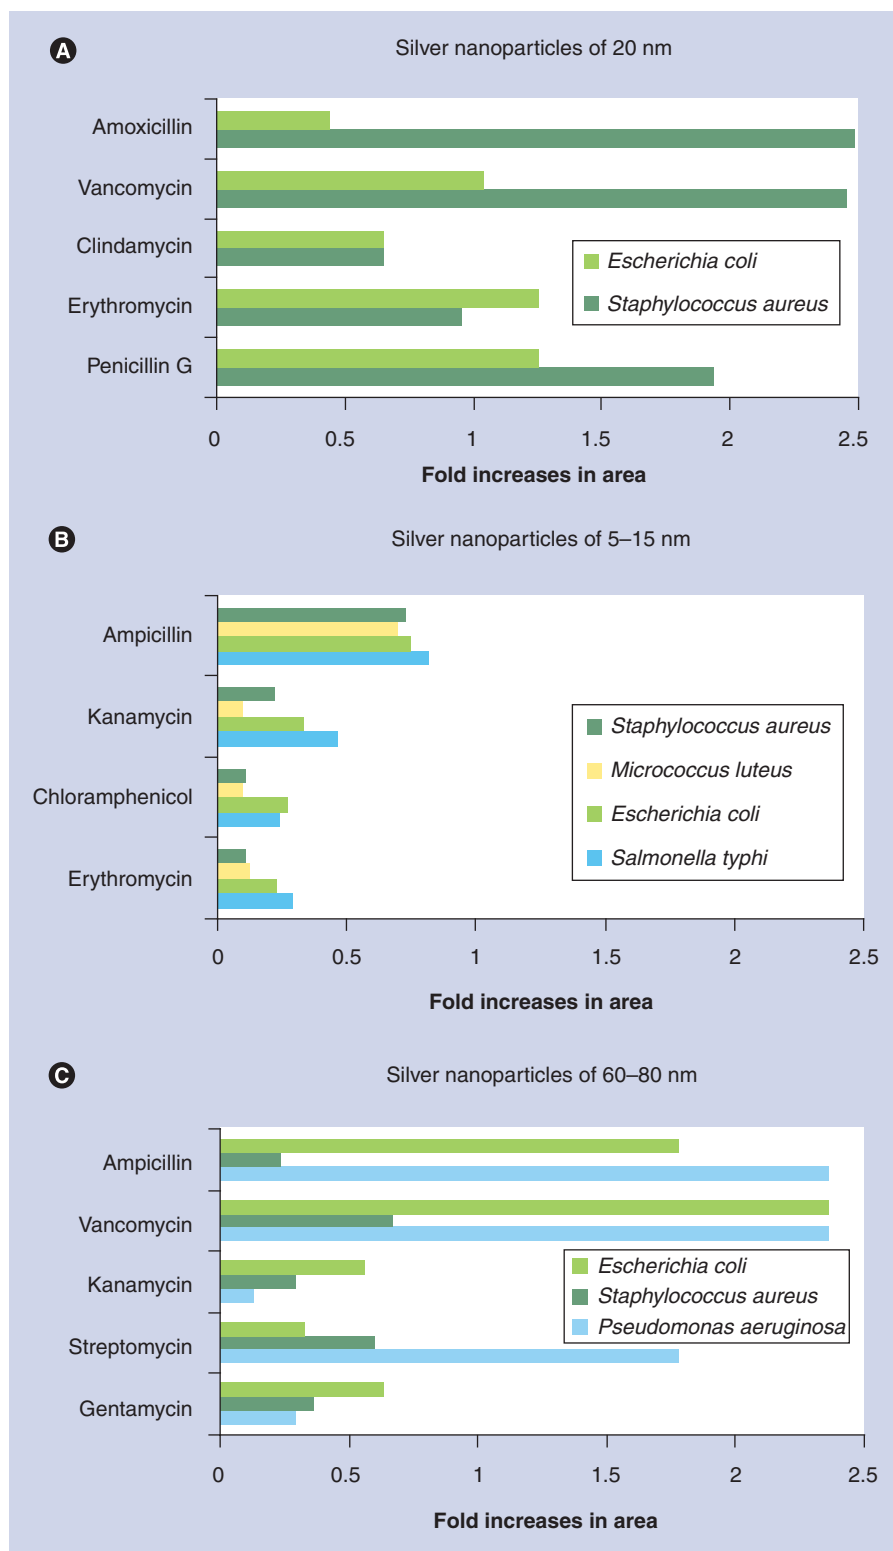 A
Silver nanoparticles of 20 nm
Amoxicillin
Vancomycin
Clindamycin
Erythromycin
Penicillin G
Escherichia coli
Staphylococcus aureus
0 0.5 1 1.5 2 2.5
Fold increases in area
B
Silver nanoparticles of 5–15 nm
Ampicillin
Kanamycin
Chloramphenicol
Erythromycin
Staphylococcus aureus
Micrococcus luteus
Escherichia coli
Salmonella typhi
0 0.5 1 1.5 2 2.5
Fold increases in area
C
Silver nanoparticles of 60–80 nm
Ampicillin
Vancomycin
Kanamycin
Streptomycin
Gentamycin
Escherichia coli
Staphylococcus aureus
Pseudomonas aeruginosa
0 0.5 1 1.5 2 2.5
Fold increases in area